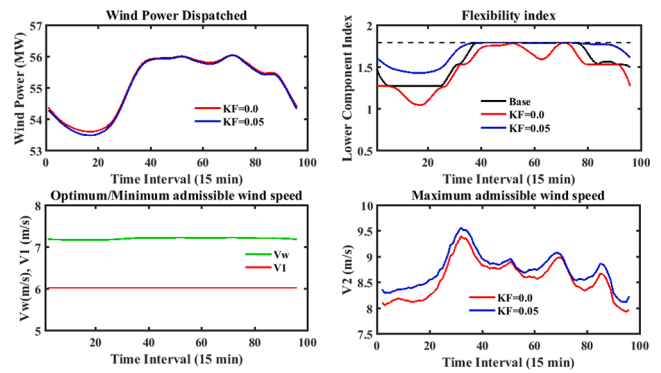 Wind Power Dispatched
Wind Power (MW)
57
56
55
54
53
20
40
60
80
100
KF=0.0
KF=0.05
Time Interval (15 min)
Flexibility index
Lower Component Index
2
1.5
1
0.5
0
20
40
60
80
100
Base
KF=0.0
KF=0.05
Time Interval (15 min)
Optimum/Minimum admissible wind speed
Vw(m/s), V1 (m/s)
8
7
6
5
20
40
60
80
100
Vw
V1
Time Interval (15 min)
Maximum admissible wind speed
V2 (m/s)
10
9.5
9
8.5
8
7.5
0
20
40
60
80
100
KF=0.0
KF=0.05
Time Interval (15 min)